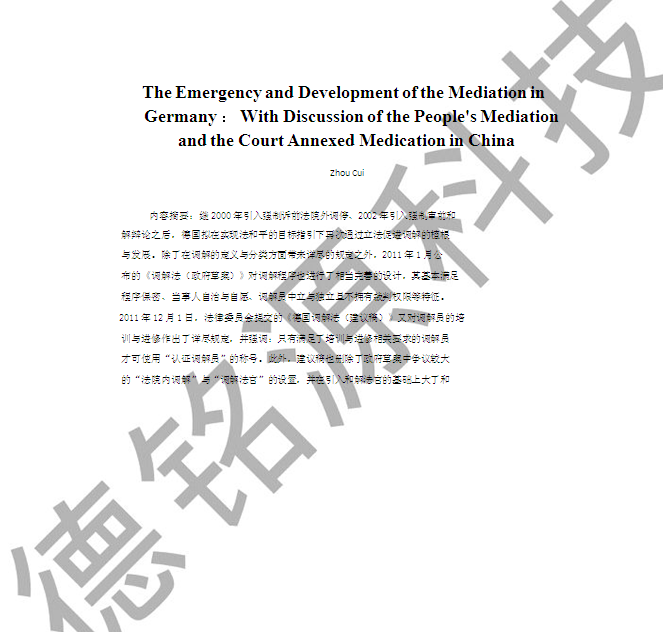 The Emergency and Development of the Mediation in
Germany ： With Discussion of the People's Mediation
and the Court Annexed Medication in China
Zhou Cui
内容摘要：继 2000 年引入强制诉前法院外调停、2002 年引入强制审前和
解辩论之后，德国拟在实现法和平的目标指引下再次通过立法促进调解的植根
与发展。除了在调解的定义与分类方面带来详尽的规定之外，2011 年 1 月公
布的《调解法（政府草案）》对调解程序也进行了相当完善的设计，其基本满足
程序保密、当事人自治与自愿、调解员中立与独立且不拥有裁判权限等特征。
2011 年 12 月 1 日，法律委员会提交的《德国调解法（建议稿）》又对调解员的培
训与进修作出了详尽规定，并强调：只有满足了培训与进修相关要求的调解员
才可使用“认证调解员”的称号。此外，建议稿也删除了政府草案中争议较大
的“法院内调解”与“调解法官”的设置，并在引入和解法官的基础上大了和
德铭源科技